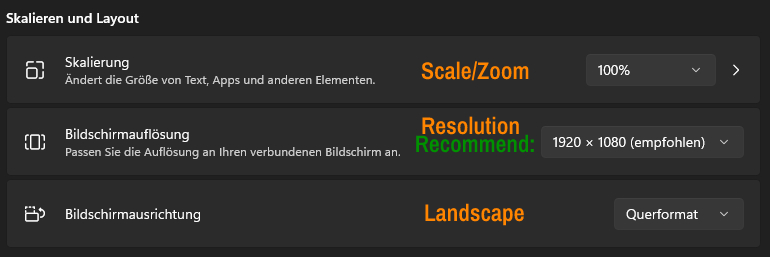 Skalieren und Layout
Skalierung
Ändert die Größe von Text, Apps und anderen Elementen.
Scale/Zoom
100%
Bildschirmauflösung
Passen Sie die Auflösung an Ihren verbundenen Bildschirm an.
Resolution
Recommend:
1920 × 1080 (empfohlen)
Bildschirmausrichtung
Landscape
Querformat